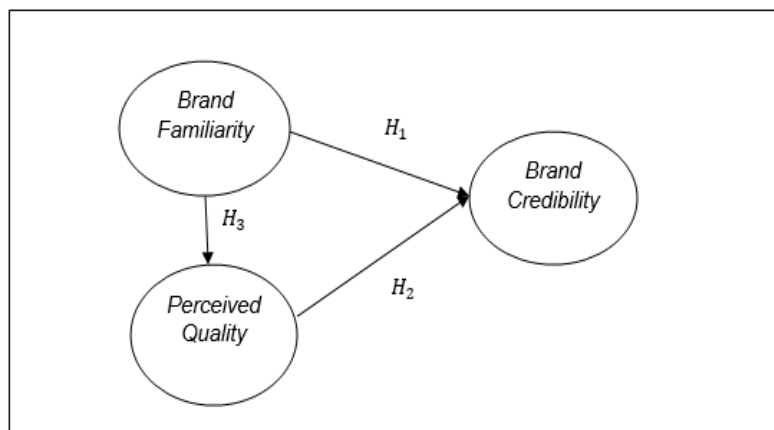 Brand
Familiarity
H₁
Brand
Credibility
H₃
H₂
Perceived
Quality